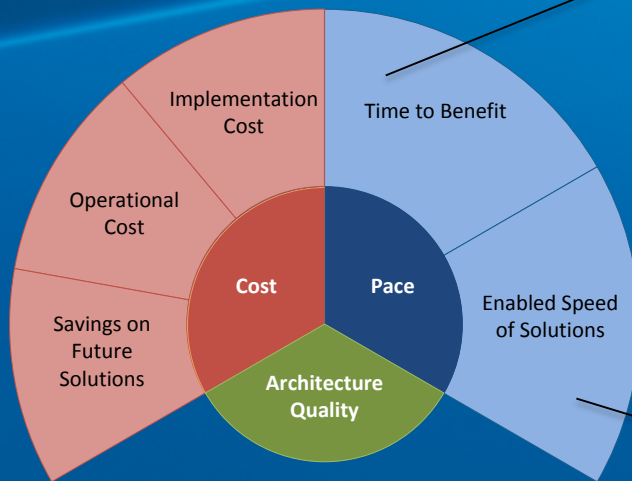 Implementation
Cost
Time to Benefit
Operational
Cost
Cost
Pace
Savings on
Future
Solutions
Enabled Speed
of Solutions
Architecture
Quality